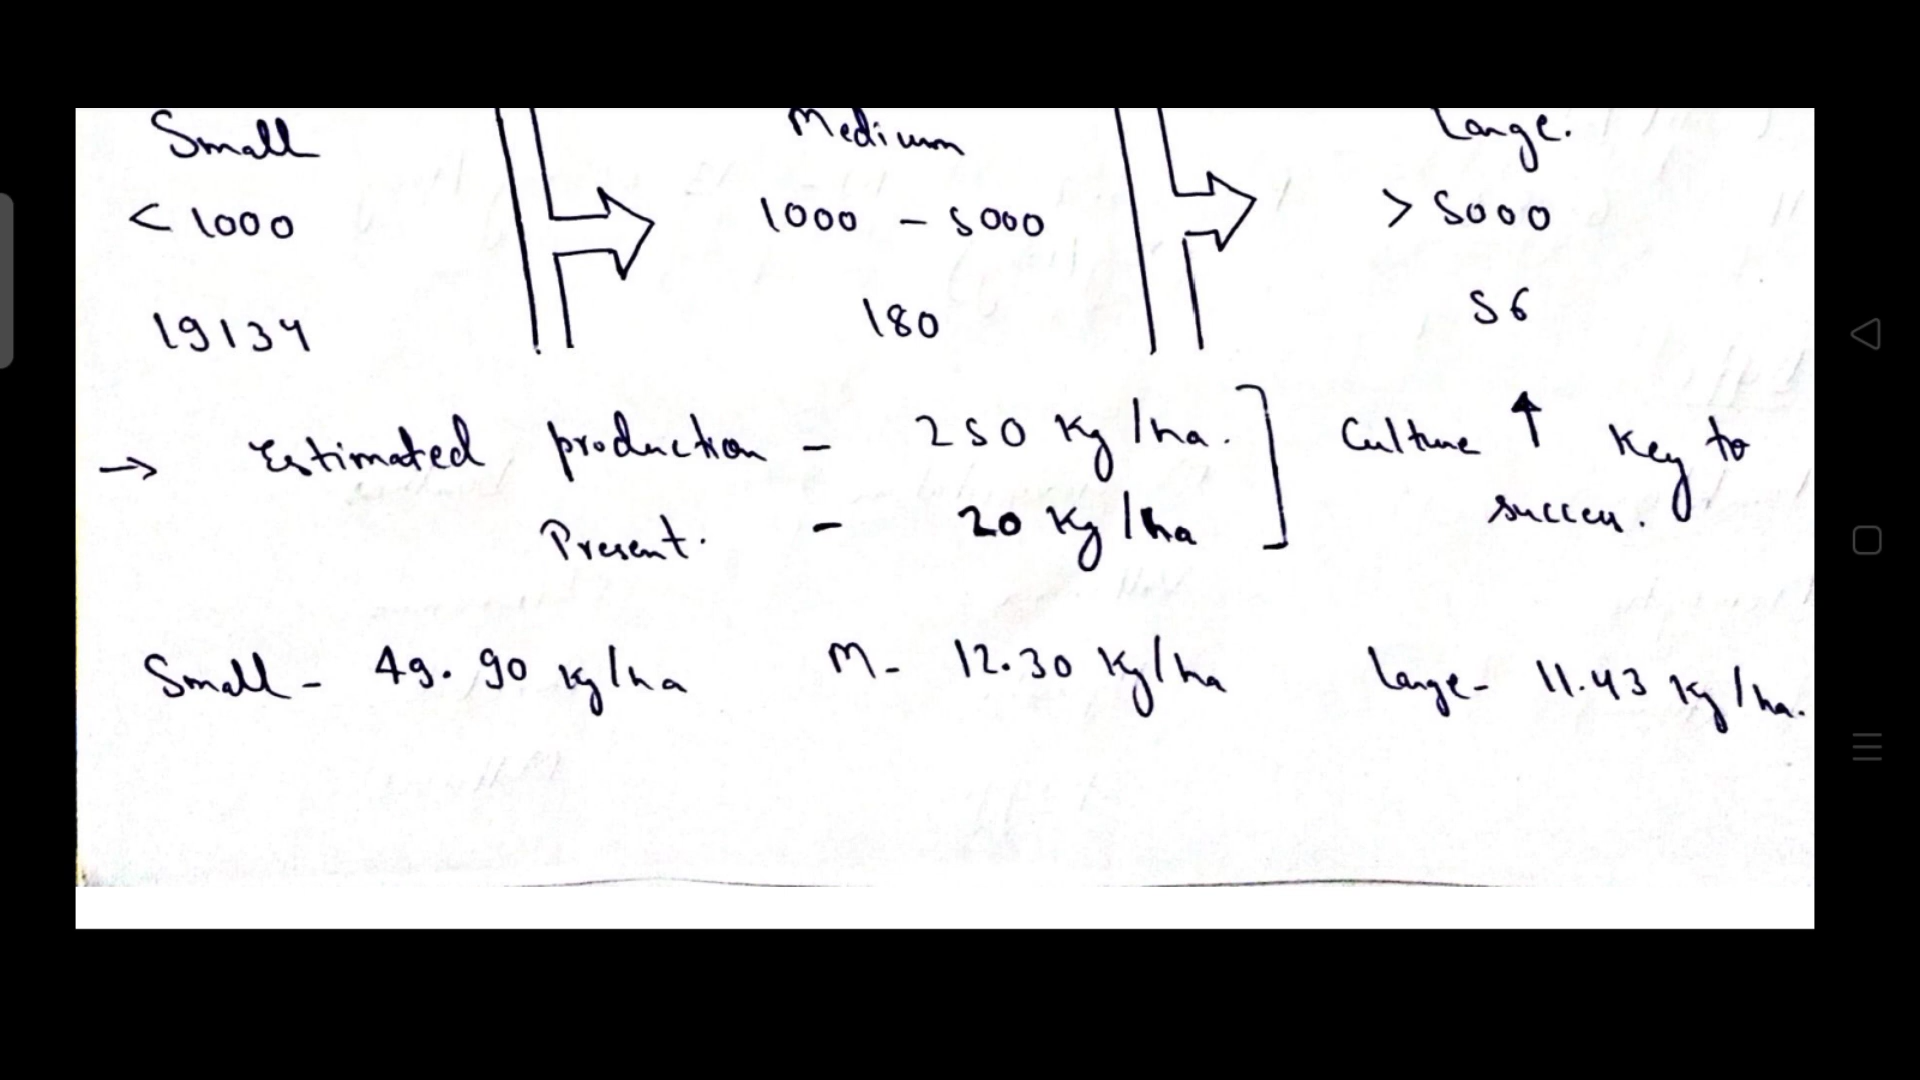 Small Medium Large.
< 1000 1000 - 5000 > 5000
19134 180 56
→ Estimated production - 250 Kg/ha. Culture ↑ Key to
Present. - 20 Kg/ha success.
Small - 49.90 Kg/ha M - 12.30 Kg/ha Large - 11.43 Kg/ha.